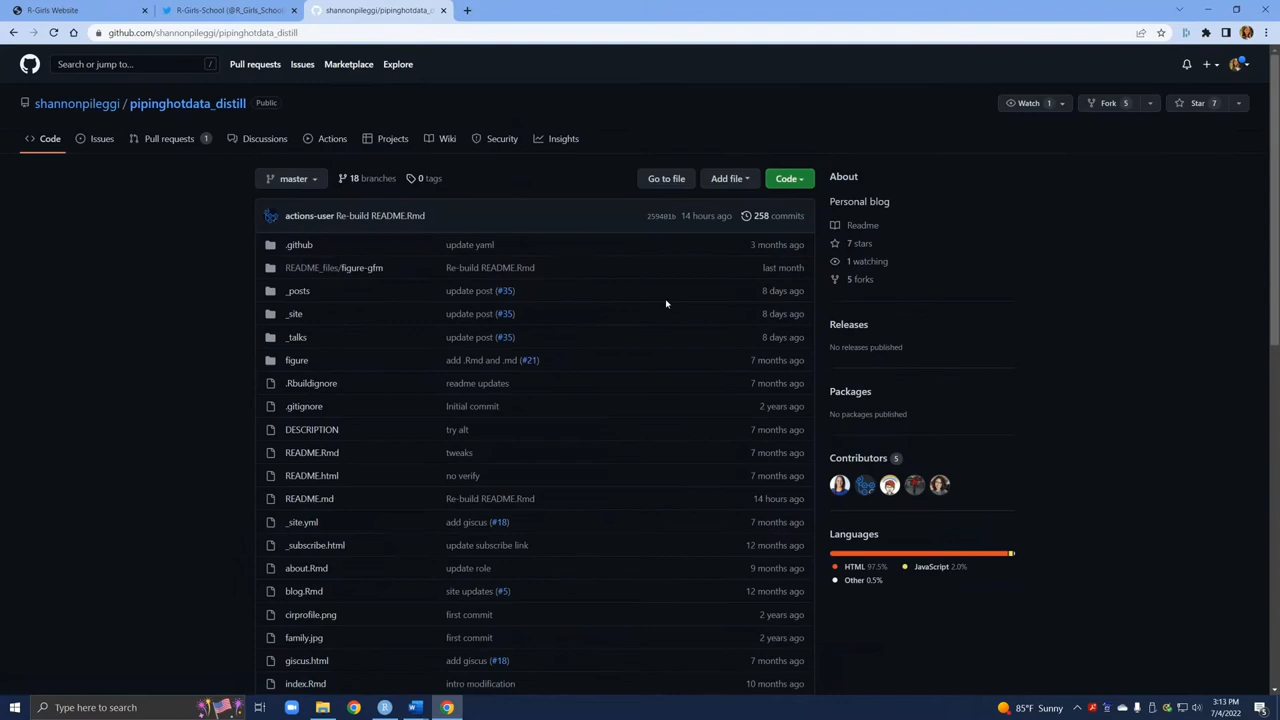 R-Girls Website
R-Girls-School (@R_Girls_School)
shannonpileggi/pipinghotdata_d
github.com/shannonpileggi/pipinghotdata_distill
Search or jump to...
/
Pull requests
Issues
Marketplace
Explore
shannonpileggi / pipinghotdata_distill Public
Watch 1
Fork 5
Star 7
Code
Issues
Pull requests 1
Discussions
Actions
Projects
Wiki
Security
Insights
master
18 branches
0 tags
Go to file
Add file
Code
actions-user Re-build README.Rmd
259401b 14 hours ago
258 commits
.github update yaml 3 months ago
README_files/figure-gfm Re-build README.Rmd last month
_posts update post (#35) 8 days ago
_site update post (#35) 8 days ago
_talks update post (#35) 8 days ago
figure add .Rmd and .md (#21) 7 months ago
.Rbuildignore readme updates 7 months ago
.gitignore Initial commit 2 years ago
DESCRIPTION try alt 7 months ago
README.Rmd tweaks 7 months ago
README.html no verify 7 months ago
README.md Re-build README.Rmd 14 hours ago
_site.yml add giscus (#18) 7 months ago
_subscribe.html update subscribe link 12 months ago
about.Rmd update role 9 months ago
blog.Rmd site updates (#5) 12 months ago
cirprofile.png first commit 2 years ago
family.jpg first commit 2 years ago
giscus.html add giscus (#18) 7 months ago
index.Rmd intro modification 10 months ago
About
Personal blog
Readme
7 stars
1 watching
5 forks
Releases
No releases published
Packages
No packages published
Contributors 5
Languages
HTML 97.5%
JavaScript 2.0%
Other 0.5%
Type here to search
85°F Sunny
3:13 PM
7/4/2022
5